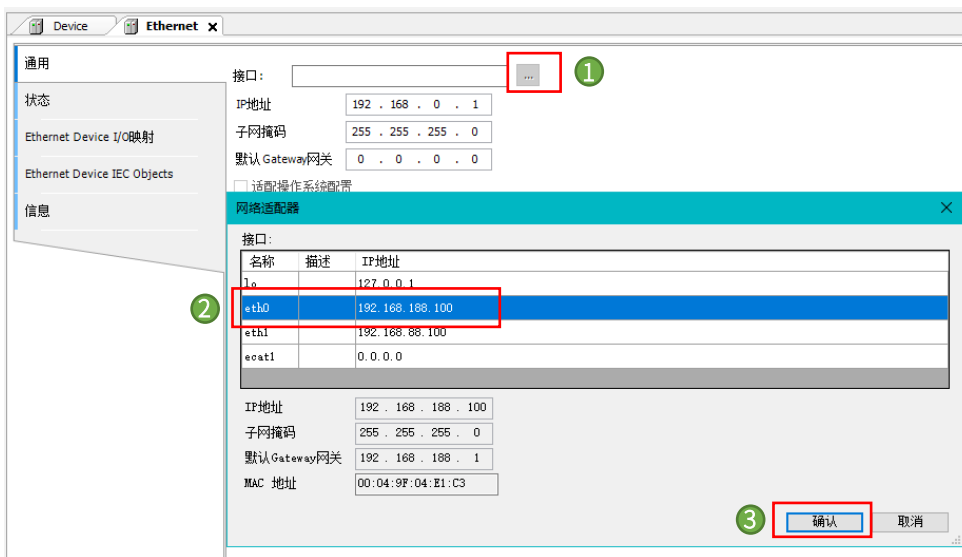 Device
Ethernet
通用
状态
Ethernet Device I/O映射
Ethernet Device IEC Objects
信息
接口:
...
1
IP地址
192 . 168 . 0 . 1
子网掩码
255 . 255 . 255 . 0
默认Gateway网关
0 . 0 . 0 . 0
适配操作系统配置
网络适配器
接口:
名称 描述 IP地址
lo 127.0.0.1
2
eth0 192.168.188.100
eth1 192.168.88.100
ecat1 0.0.0.0
IP地址 192 . 168 . 188 . 100
子网掩码 255 . 255 . 255 . 0
默认Gateway网关 192 . 168 . 188 . 1
MAC 地址 00:04:9F:04:E1:C3
3
确认 取消